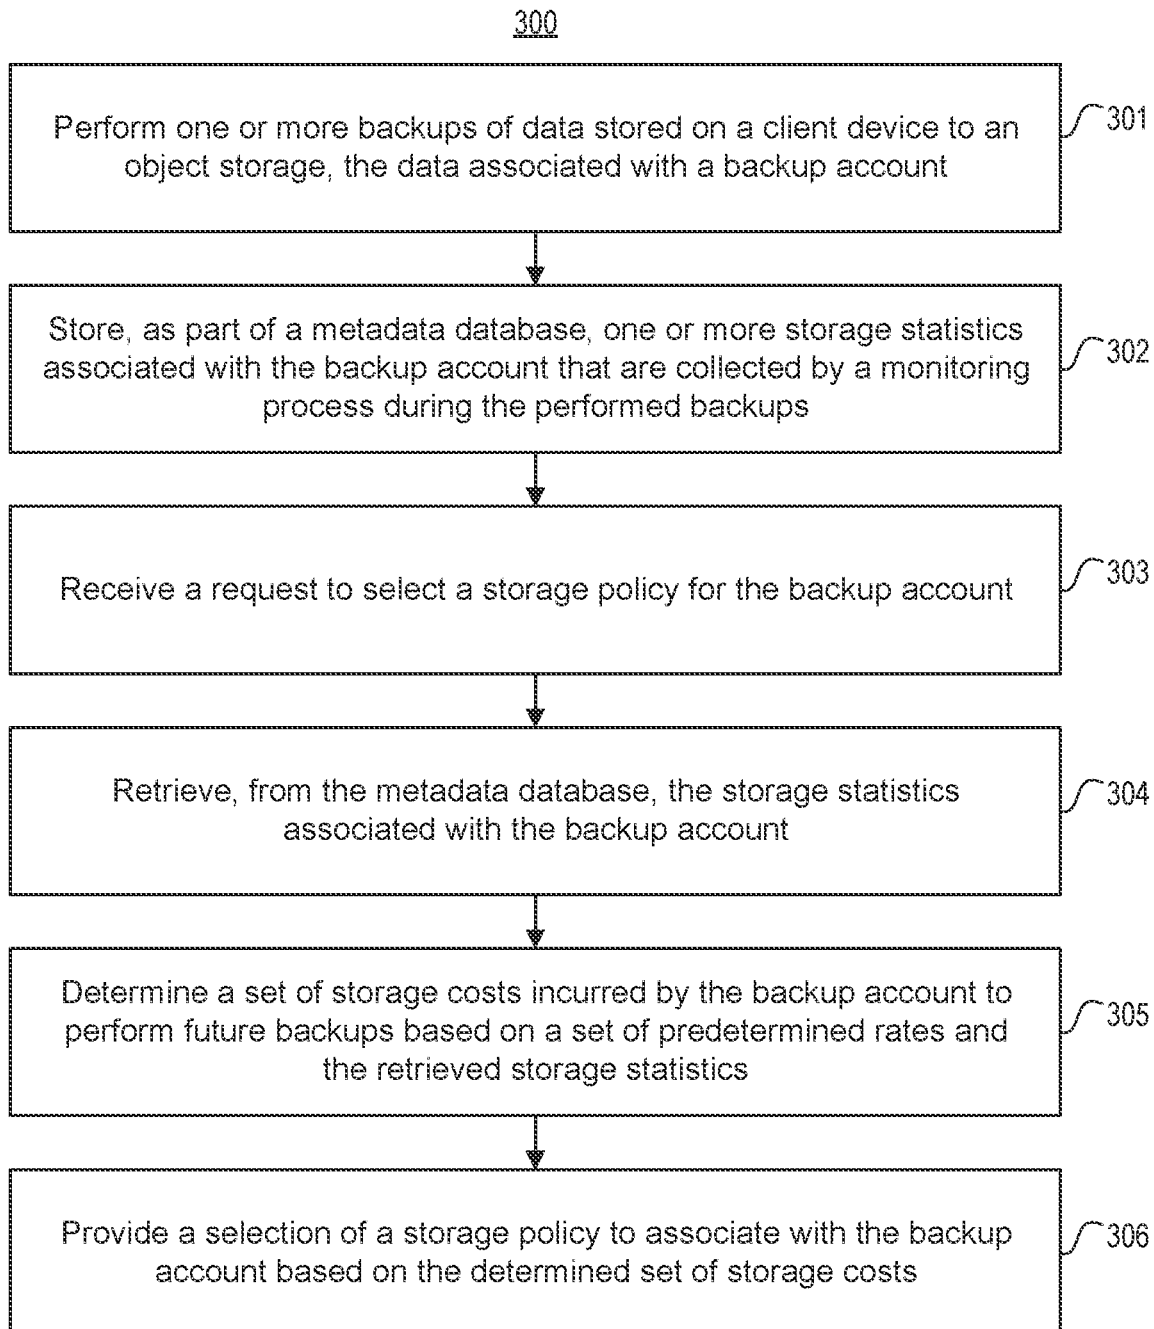 300
Perform one or more backups of data stored on a client device to an
object storage, the data associated with a backup account
301
Store, as part of a metadata database, one or more storage statistics
associated with the backup account that are collected by a monitoring
process during the performed backups
302
Receive a request to select a storage policy for the backup account
303
Retrieve, from the metadata database, the storage statistics
associated with the backup account
304
Determine a set of storage costs incurred by the backup account to
perform future backups based on a set of predetermined rates and
the retrieved storage statistics
305
Provide a selection of a storage policy to associate with the backup
account based on the determined set of storage costs
306